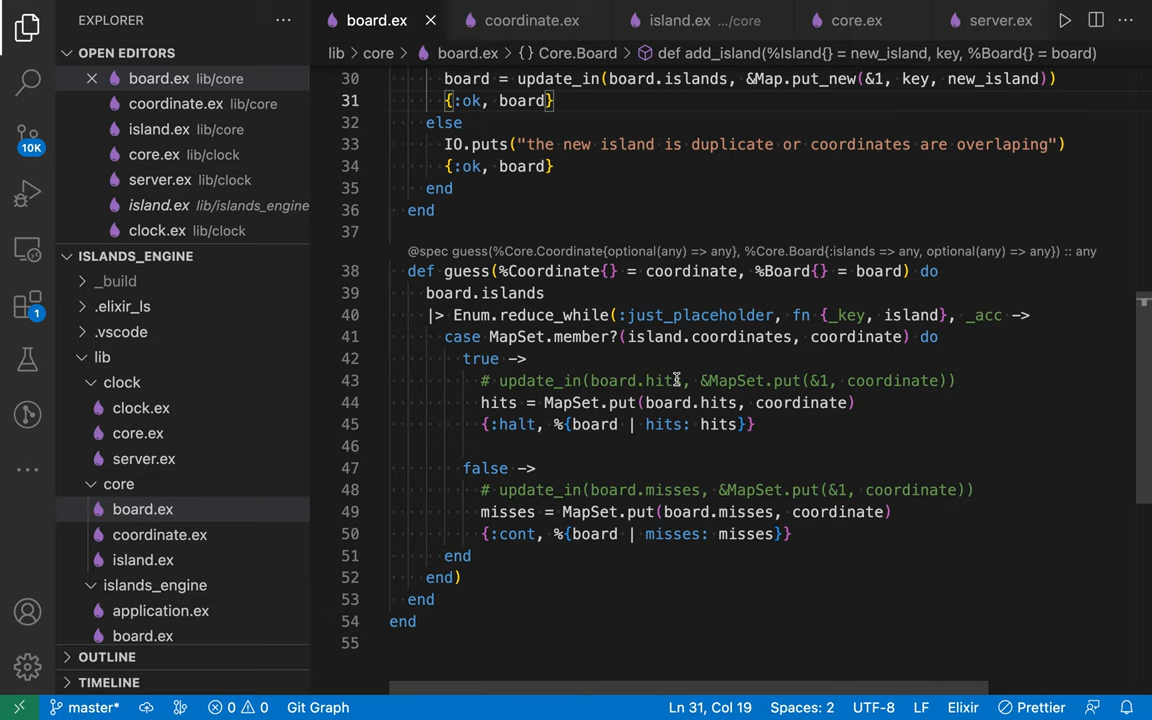 EXPLORER
OPEN EDITORS
board.ex lib/core
coordinate.ex lib/core
island.ex lib/core
core.ex lib/clock
server.ex lib/clock
island.ex lib/islands_engine
clock.ex lib/clock
ISLANDS_ENGINE
_build
.elixir_ls
.vscode
lib
clock
clock.ex
core.ex
server.ex
core
board.ex
coordinate.ex
island.ex
islands_engine
application.ex
board.ex
OUTLINE
TIMELINE
10K
1
board.ex coordinate.ex island.ex .../core core.ex server.ex
lib > core > board.ex > {} Core.Board > def add_island(%Island{} = new_island, key, %Board{} = board)
30 board = update_in(board.islands, &Map.put_new(&1, key, new_island))
31 {:ok, board}
32 else
33 IO.puts("the new island is duplicate or coordinates are overlaping")
34 {:ok, board}
35 end
36 end
37
@spec guess(%Core.Coordinate{optional(any) => any}, %Core.Board{:islands => any, optional(any) => any}) :: any
38 def guess(%Coordinate{} = coordinate, %Board{} = board) do
39 board.islands
40 |> Enum.reduce_while(:just_placeholder, fn {_key, island}, _acc ->
41 case MapSet.member?(island.coordinates, coordinate) do
42 true ->
43 # update_in(board.hits, &MapSet.put(&1, coordinate))
44 hits = MapSet.put(board.hits, coordinate)
45 {:halt, %{board | hits: hits}}
46
47 false ->
48 # update_in(board.misses, &MapSet.put(&1, coordinate))
49 misses = MapSet.put(board.misses, coordinate)
50 {:cont, %{board | misses: misses}}
51 end
52 end)
53 end
54 end
55
master* 0 0 Git Graph Ln 31, Col 19 Spaces: 2 UTF-8 LF Elixir Prettier